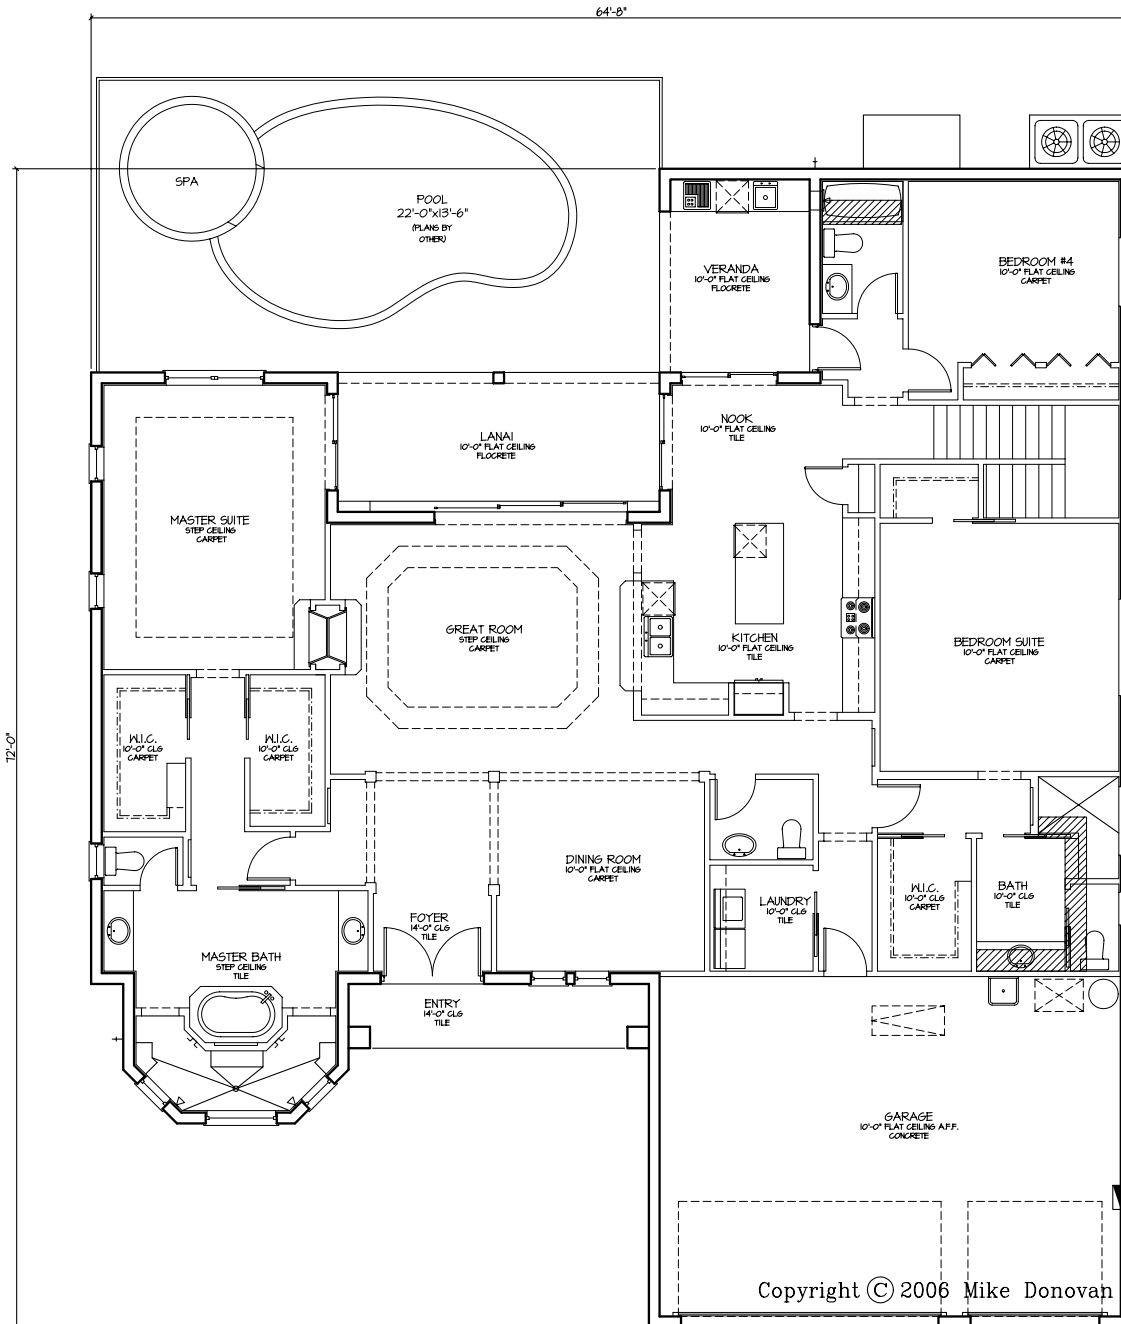 64'-8"
SPA
POOL
22'-0"x13'-6"
(PLANS BY
OTHER)
VERANDA
10'-0" FLAT CEILING
FLOCRETE
BEDROOM #4
10'-0" FLAT CEILING
CARPET
LANAI
10'-0" FLAT CEILING
FLOCRETE
NOOK
10'-0" FLAT CEILING
TILE
MASTER SUITE
STEP CEILING
CARPET
GREAT ROOM
STEP CEILING
CARPET
KITCHEN
10'-0" FLAT CEILING
TILE
BEDROOM SUITE
10'-0" FLAT CEILING
CARPET
72'-0"
W.I.C.
10'-0" CLG
CARPET
W.I.C.
10'-0" CLG
CARPET
DINING ROOM
10'-0" FLAT CEILING
CARPET
FOYER
14'-0" CLG
TILE
LAUNDRY
10'-0" CLG
TILE
W.I.C.
10'-0" CLG
CARPET
BATH
10'-0" CLG
TILE
MASTER BATH
STEP CEILING
TILE
ENTRY
14'-0" CLG
TILE
GARAGE
10'-0" FLAT CEILING A.F.F.
CONCRETE
Copyright © 2006 Mike Donovan